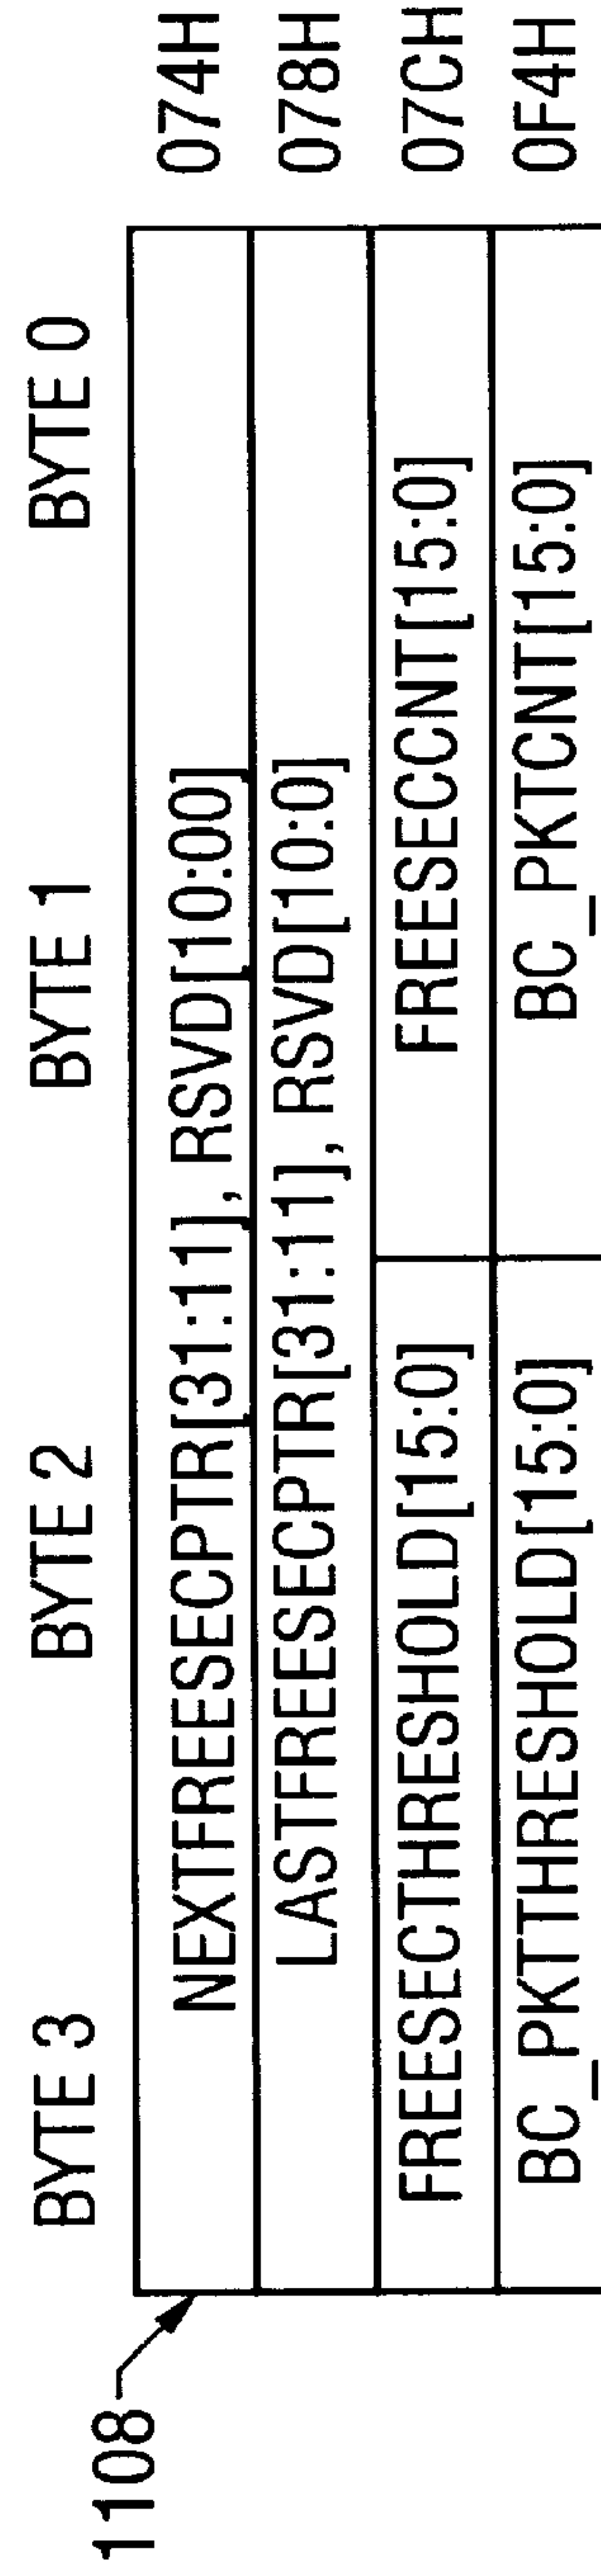 BYTE 3 BYTE 2 BYTE 1 BYTE 0
1108
NEXTFREESECPTR[31:11], RSVD[10:00] 074H
LASTFREESECPTR[31:11], RSVD[10:0] 078H
FREESECTHRESHOLD[15:0] FREESECCNT[15:0] 07CH
BC_PKTTHRESHOLD[15:0] BC_PKTCNT[15:0] 0F4H